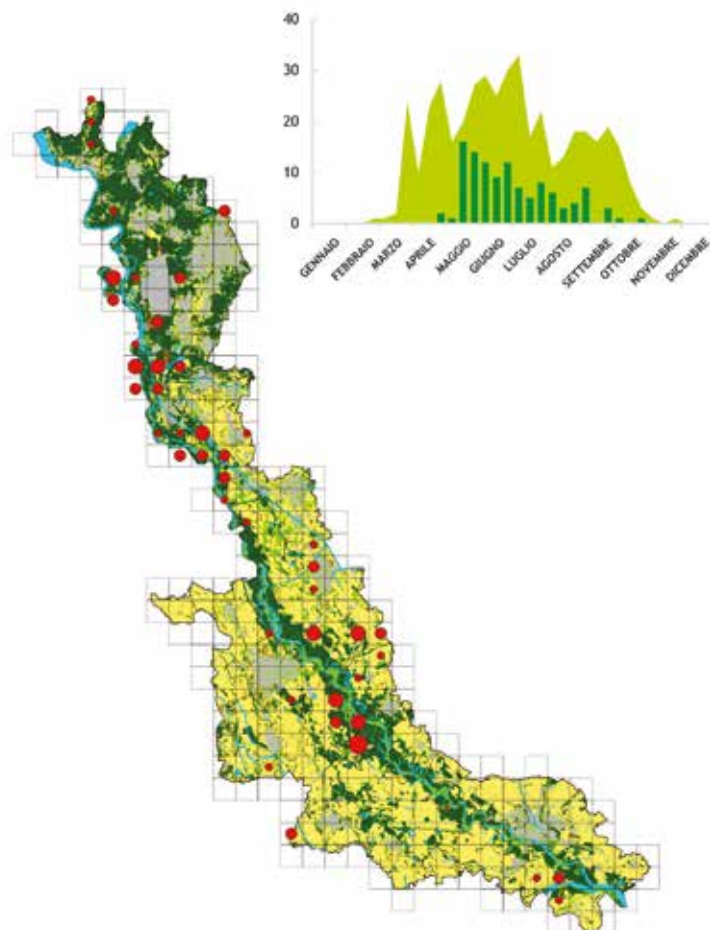 40
30
20
10
0
GENNAIO
FEBBRAIO
MARZO
APRILE
MAGGIO
GIUGNO
LUGLIO
AGOSTO
SETTEMBRE
OTTOBRE
NOVEMBRE
DICEMBRE